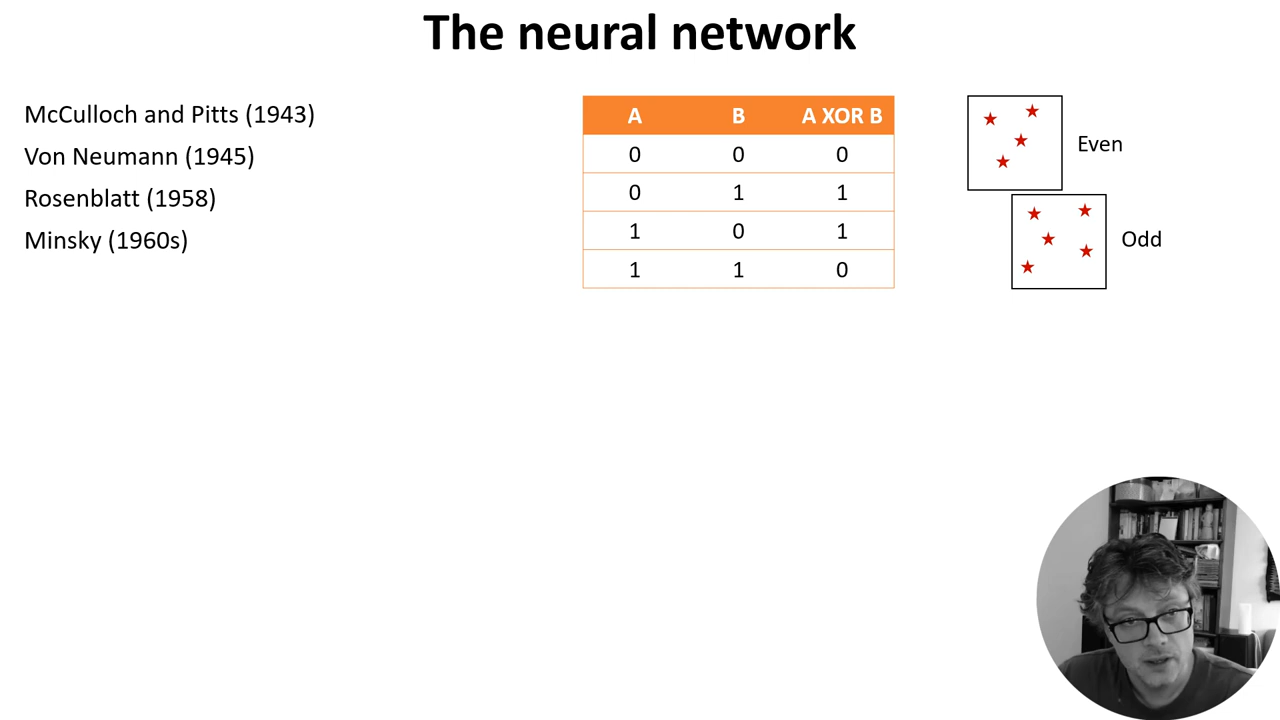 The neural network
McCulloch and Pitts (1943)
Von Neumann (1945)
Rosenblatt (1958)
Minsky (1960s)
A B A XOR B
0 0 0
0 1 1
1 0 1
1 1 0
Even
Odd